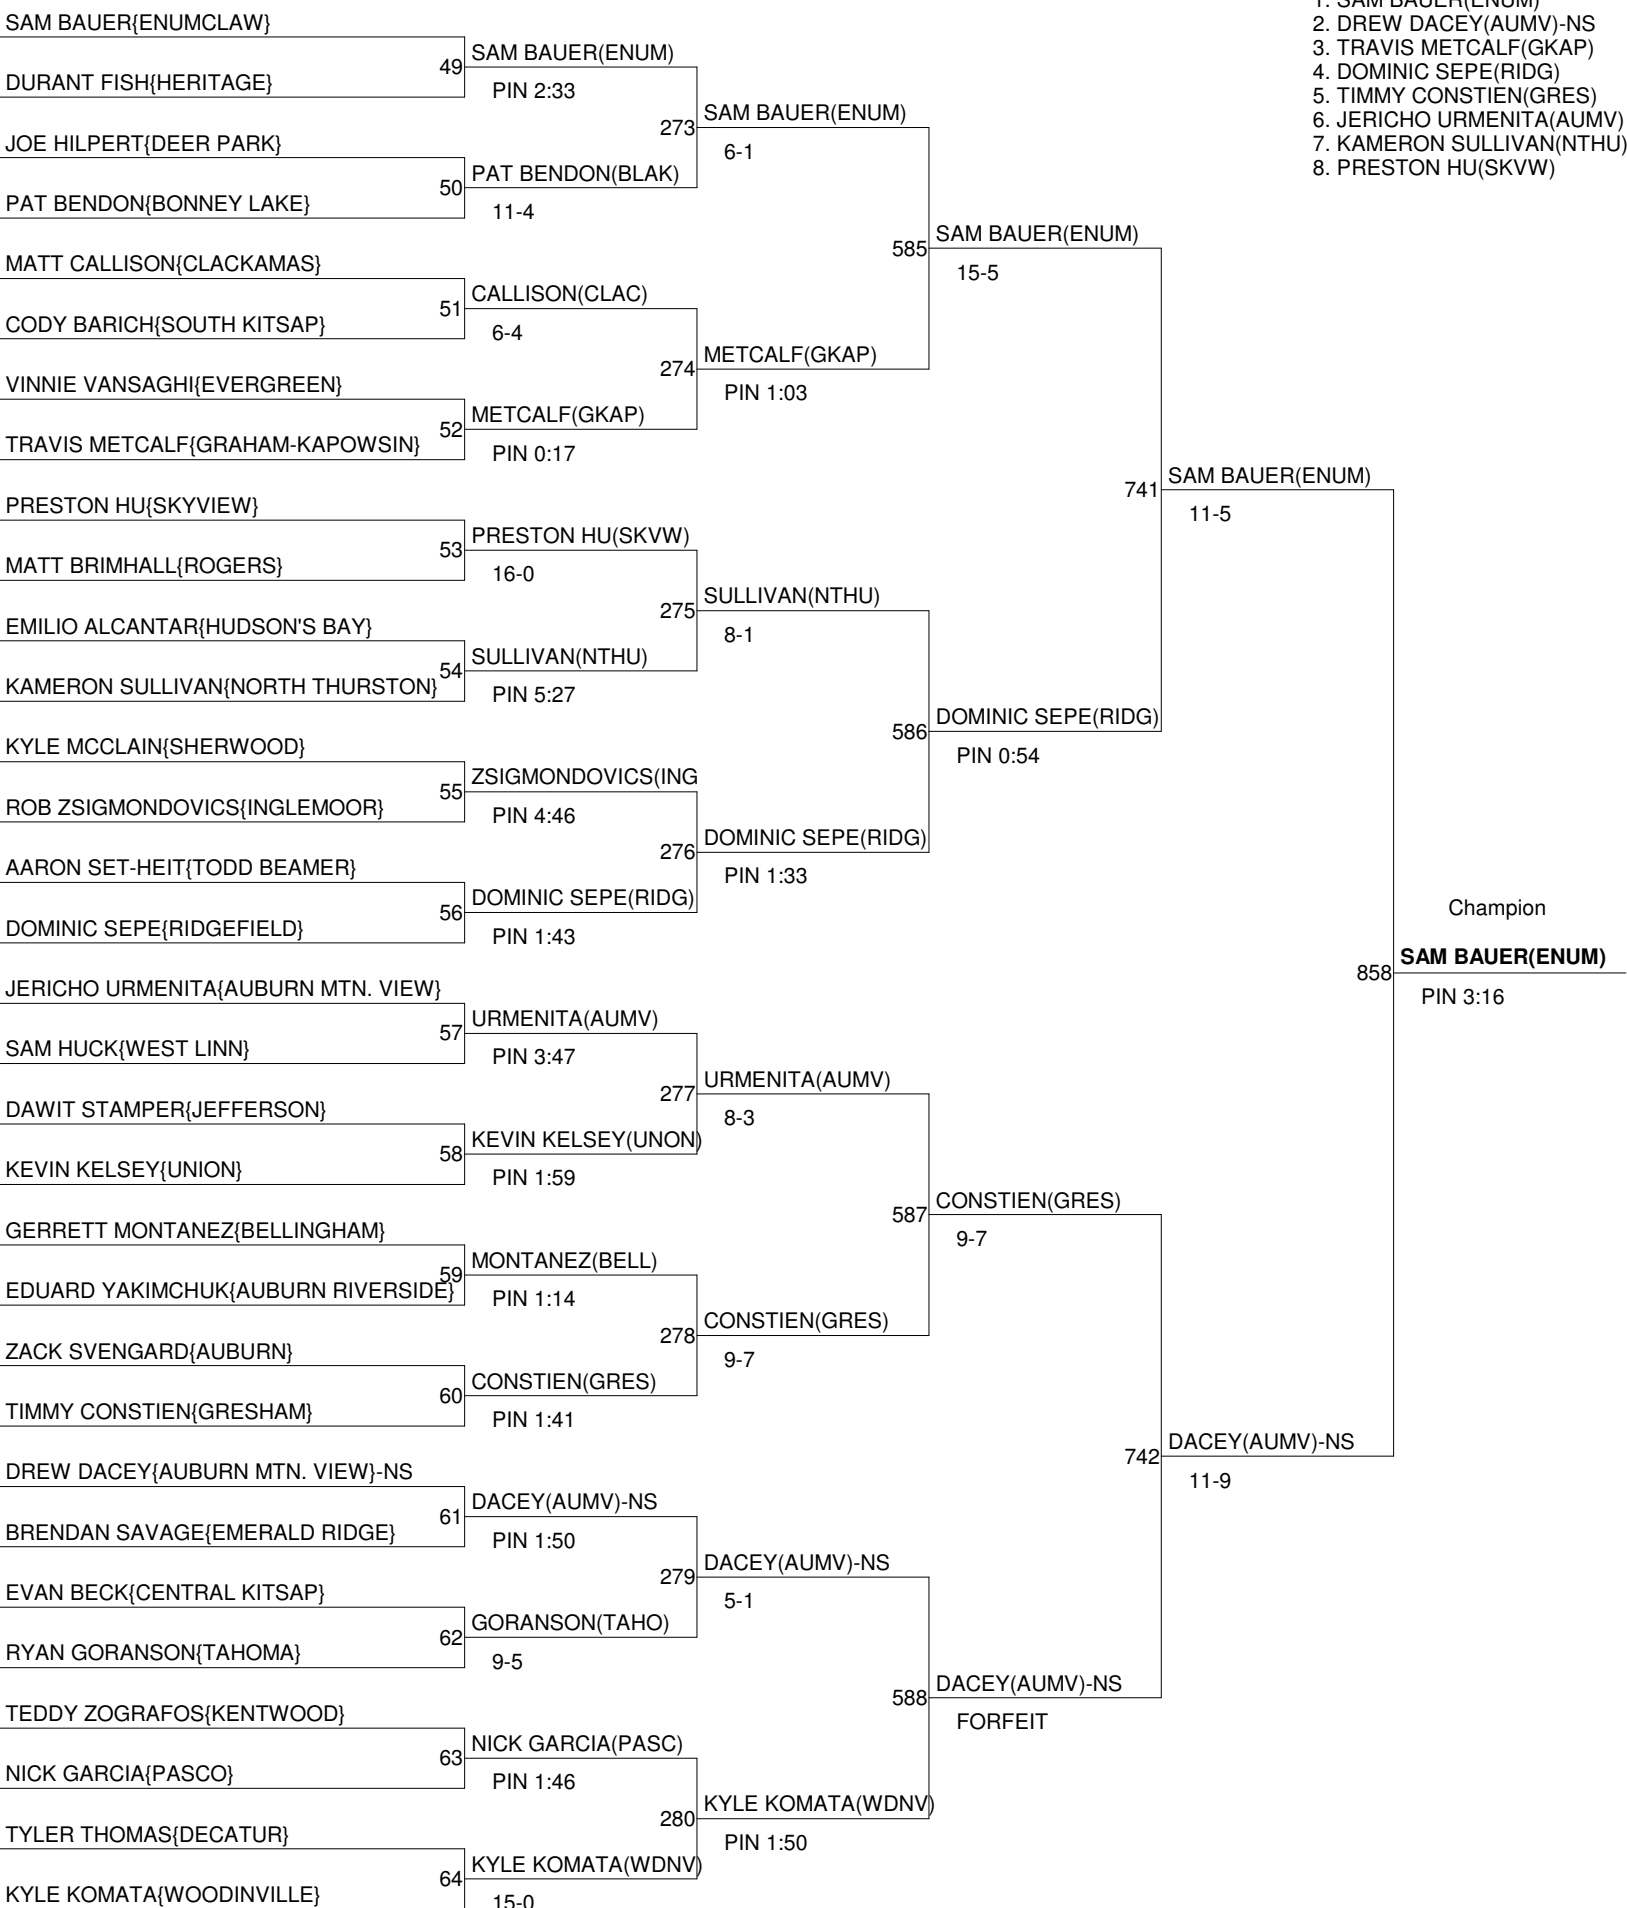 1. SAM BAUER(ENUM)
2. DREW DACEY(AUMV)-NS
3. TRAVIS METCALF(GKAP)
4. DOMINIC SEPE(RIDG)
5. TIMMY CONSTIEN(GRES)
6. JERICHO URMENITA(AUMV)
7. KAMERON SULLIVAN(NTHU)
8. PRESTON HU(SKVW)
SAM BAUER{ENUMCLAW}
DURANT FISH{HERITAGE}
JOE HILPERT{DEER PARK}
PAT BENDON{BONNEY LAKE}
MATT CALLISON{CLACKAMAS}
CODY BARICH{SOUTH KITSAP}
VINNIE VANSAGHI{EVERGREEN}
TRAVIS METCALF{GRAHAM-KAPOWSIN}
PRESTON HU{SKYVIEW}
MATT BRIMHALL{ROGERS}
EMILIO ALCANTAR{HUDSON'S BAY}
KAMERON SULLIVAN{NORTH THURSTON}
KYLE MCCLAIN{SHERWOOD}
ROB ZSIGMONDOVICS{INGLEMOOR}
AARON SET-HEIT{TODD BEAMER}
DOMINIC SEPE{RIDGEFIELD}
JERICHO URMENITA{AUBURN MTN. VIEW}
SAM HUCK{WEST LINN}
DAWIT STAMPER{JEFFERSON}
KEVIN KELSEY{UNION}
GERRETT MONTANEZ{BELLINGHAM}
EDUARD YAKIMCHUK{AUBURN RIVERSIDE}
ZACK SVENGARD{AUBURN}
TIMMY CONSTIEN{GRESHAM}
DREW DACEY{AUBURN MTN. VIEW}-NS
BRENDAN SAVAGE{EMERALD RIDGE}
EVAN BECK{CENTRAL KITSAP}
RYAN GORANSON{TAHOMA}
TEDDY ZOGRAFOS{KENTWOOD}
NICK GARCIA{PASCO}
TYLER THOMAS{DECATUR}
KYLE KOMATA{WOODINVILLE}
49 SAM BAUER(ENUM)
PIN 2:33
50 PAT BENDON(BLAK)
11-4
51 CALLISON(CLAC)
6-4
52 METCALF(GKAP)
PIN 0:17
53 PRESTON HU(SKVW)
16-0
54 SULLIVAN(NTHU)
PIN 5:27
55 ZSIGMONDOVICS(ING
PIN 4:46
56 DOMINIC SEPE(RIDG)
PIN 1:43
57 URMENITA(AUMV)
PIN 3:47
58 KEVIN KELSEY(UNON)
PIN 1:59
59 MONTANEZ(BELL)
PIN 1:14
60 CONSTIEN(GRES)
PIN 1:41
61 DACEY(AUMV)-NS
PIN 1:50
62 GORANSON(TAHO)
9-5
63 NICK GARCIA(PASC)
PIN 1:46
64 KYLE KOMATA(WDNV)
15-0
273 SAM BAUER(ENUM)
6-1
274 METCALF(GKAP)
PIN 1:03
275 SULLIVAN(NTHU)
8-1
276 DOMINIC SEPE(RIDG)
PIN 1:33
277 URMENITA(AUMV)
8-3
278 CONSTIEN(GRES)
9-7
279 DACEY(AUMV)-NS
5-1
280 KYLE KOMATA(WDNV)
PIN 1:50
585 SAM BAUER(ENUM)
15-5
586 DOMINIC SEPE(RIDG)
PIN 0:54
587 CONSTIEN(GRES)
9-7
588 DACEY(AUMV)-NS
FORFEIT
741 SAM BAUER(ENUM)
11-5
742 DACEY(AUMV)-NS
11-9
Champion
858 SAM BAUER(ENUM)
PIN 3:16